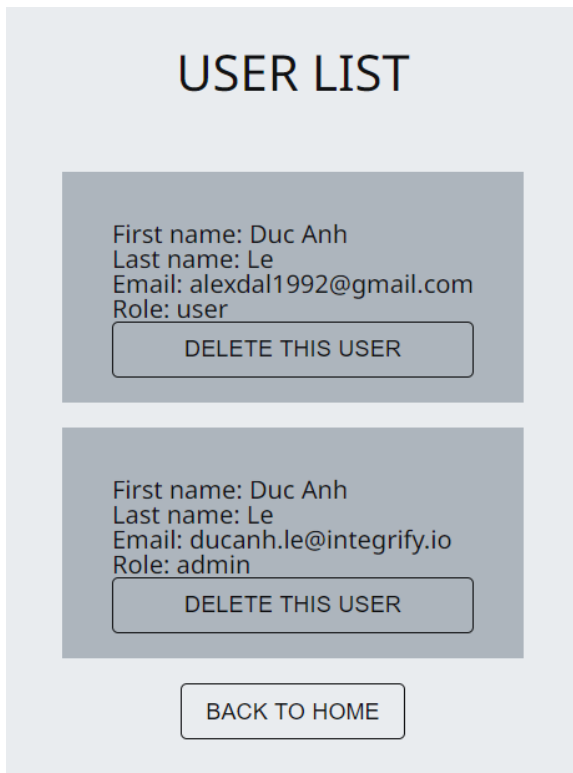 USER LIST
First name: Duc Anh
Last name: Le
Email: alexdal1992@gmail.com
Role: user
DELETE THIS USER
First name: Duc Anh
Last name: Le
Email: ducanh.le@integrify.io
Role: admin
DELETE THIS USER
BACK TO HOME